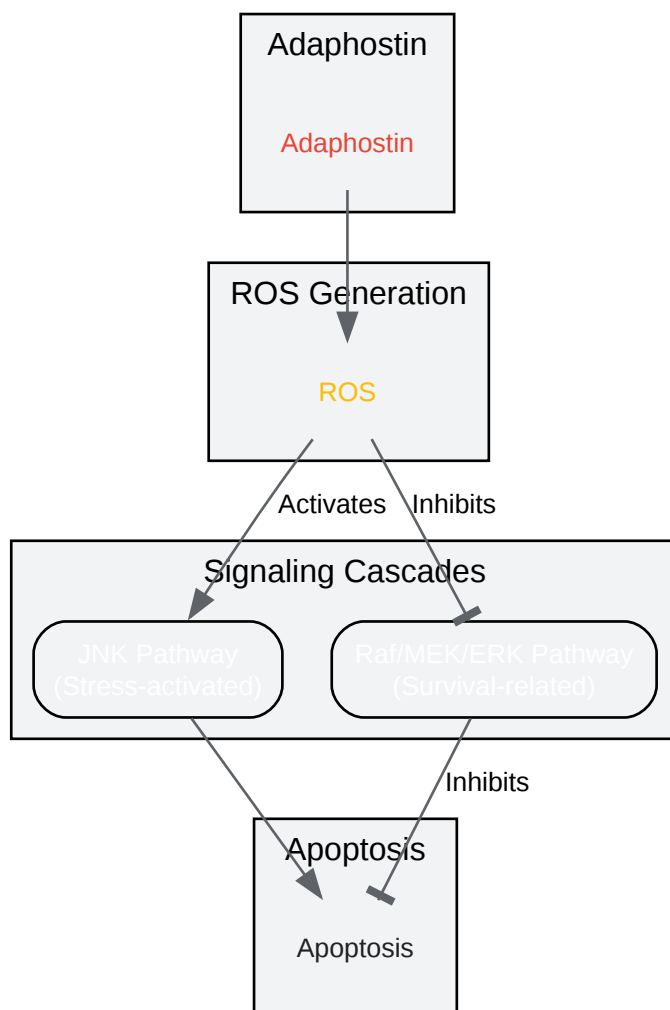 Adaphostin
Adaphostin
ROS Generation
ROS
Activates
Inhibits
Signaling Cascades
JNK Pathway
(Stress-activated)
Raf/MEK/ERK Pathway
(Survival-related)
Inhibits
Apoptosis
Apoptosis